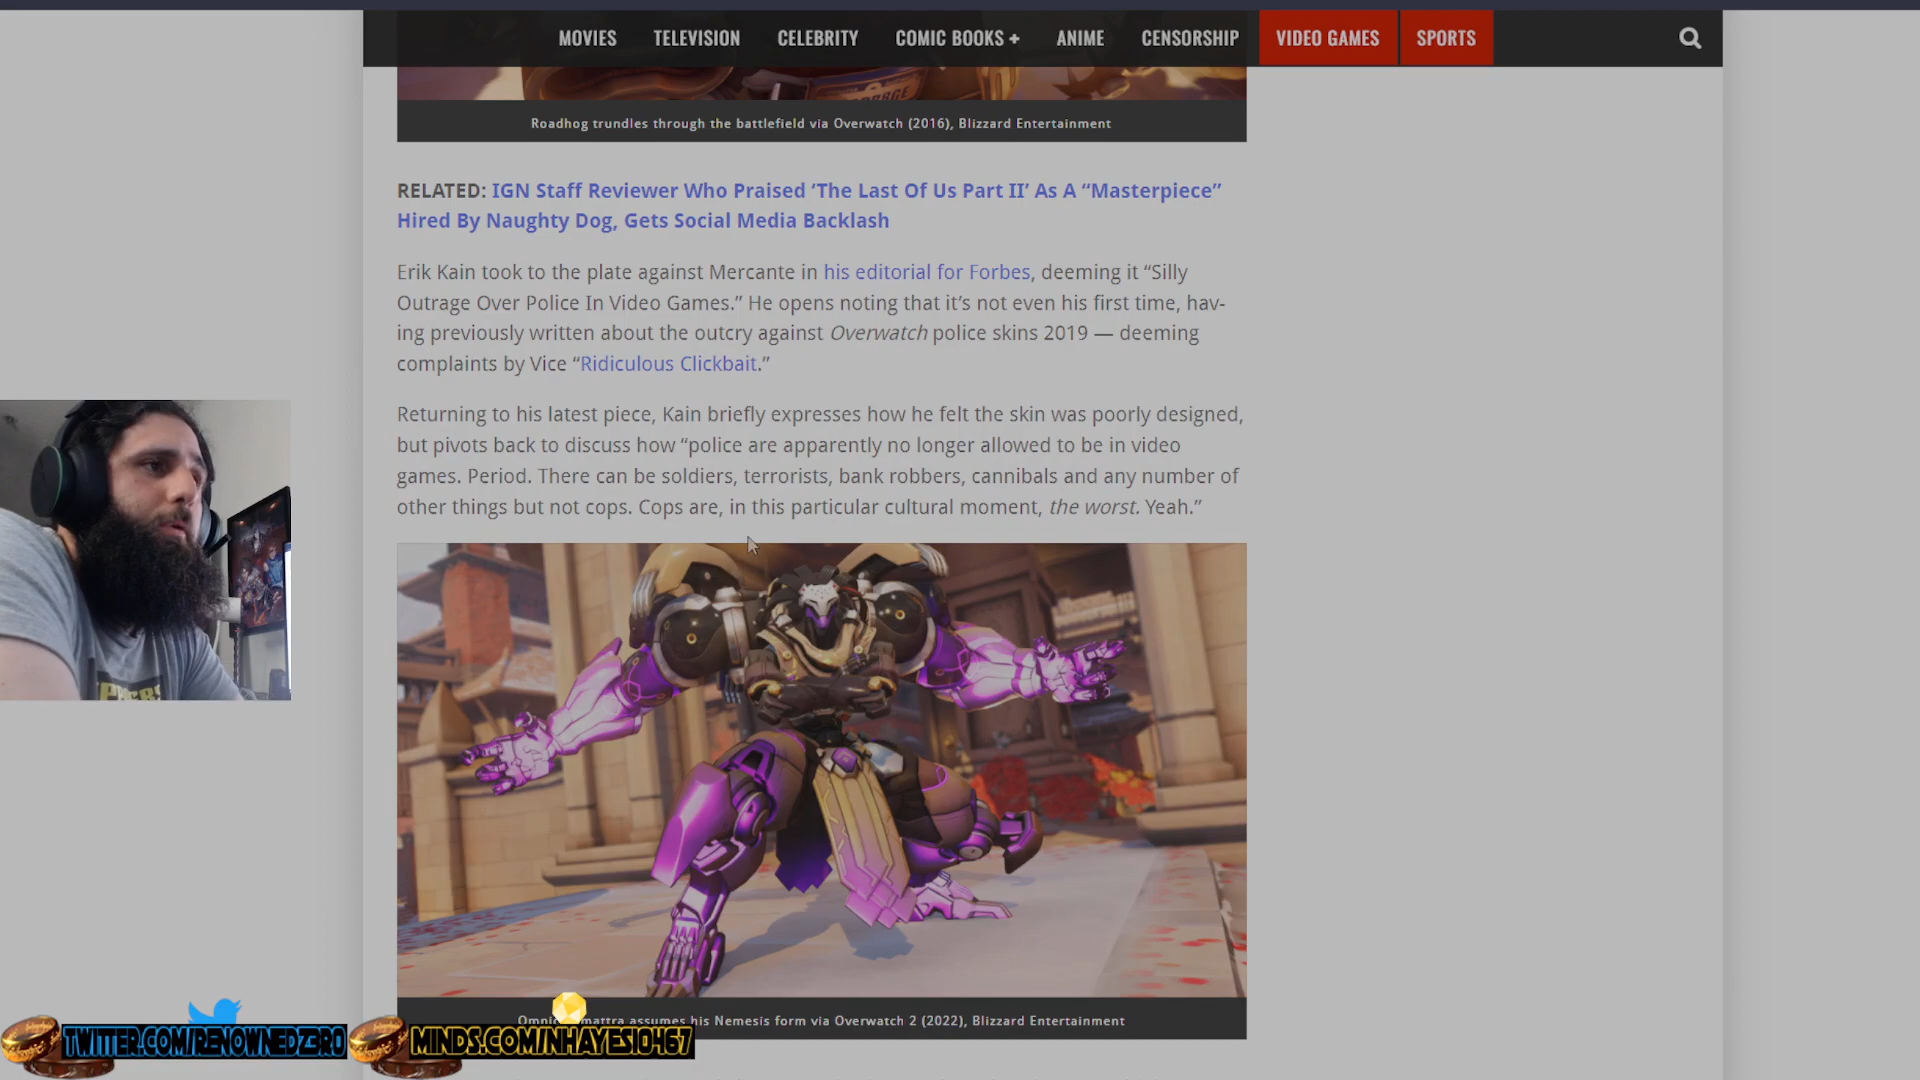 MOVIES TELEVISION CELEBRITY COMIC BOOKS + ANIME CENSORSHIP VIDEO GAMES SPORTS
Roadhog trundles through the battlefield via Overwatch (2016), Blizzard Entertainment
RELATED: IGN Staff Reviewer Who Praised ‘The Last Of Us Part II’ As A “Masterpiece”
Hired By Naughty Dog, Gets Social Media Backlash
Erik Kain took to the plate against Mercante in his editorial for Forbes, deeming it “Silly
Outrage Over Police In Video Games.” He opens noting that it’s not even his first time, hav-
ing previously written about the outcry against Overwatch police skins 2019 — deeming
complaints by Vice “Ridiculous Clickbait.”
Returning to his latest piece, Kain briefly expresses how he felt the skin was poorly designed,
but pivots back to discuss how “police are apparently no longer allowed to be in video
games. Period. There can be soldiers, terrorists, bank robbers, cannibals and any number of
other things but not cops. Cops are, in this particular cultural moment, the worst. Yeah.”
assumes his Nemesis form via Overwatch 2 (2022), Blizzard Entertainment
TWITTER.COM/RENOWNEDZ3R0 MINDS.COM/NHAYES10467